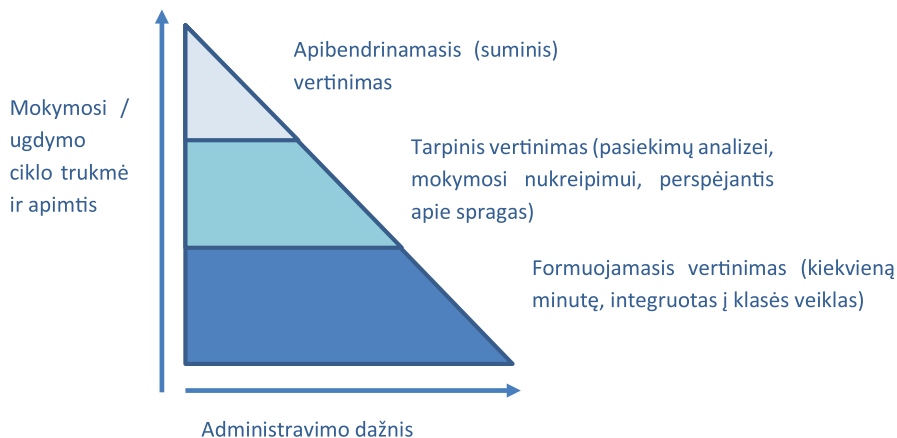 Apibendrinamasis (suminis)
vertinimas
Mokymosi /
ugdymo
ciklo trukmė
ir apimtis
Tarpinis vertinimas (pasiekimų analizei,
mokymosi nukreipimui, perspėjantis
apie spragas)
Formuojamasis vertinimas (kiekvieną
minutę, integruotas į klasės veiklas)
Administravimo dažnis